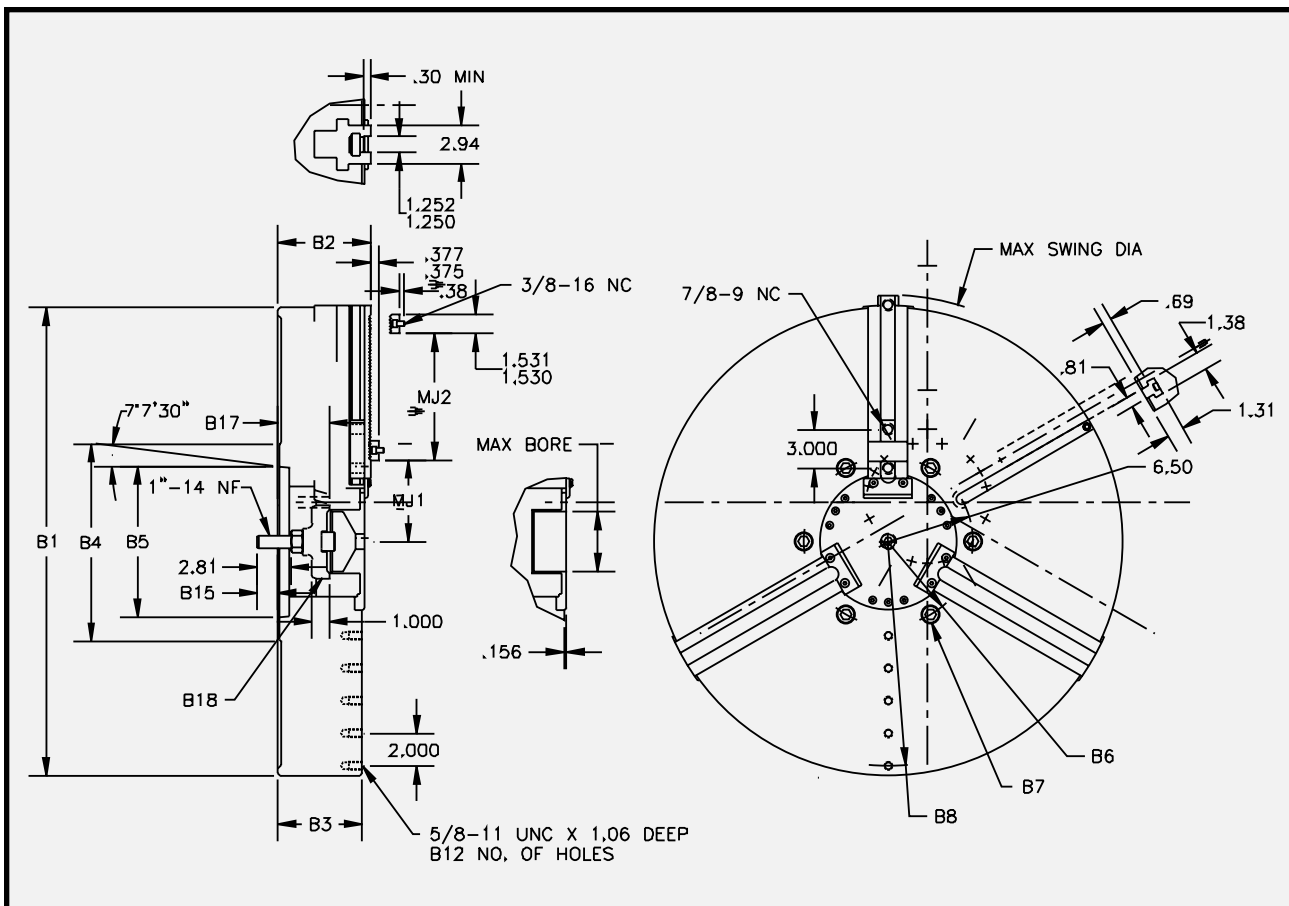 .30 MIN
2.94
1.252
1.250
B2
.377
.375
.38
3/8-16 NC
1.531
1.530
MJ2
7°7'30"
B17
1"-14 NF
MJ1
B1
B4
B5
2.81
B15
1.000
B18
2.000
B3
5/8-11 UNC X 1.06 DEEP
B12 NO. OF HOLES
MAX BORE
.156
MAX SWING DIA
7/8-9 NC
.69
1.38
.81
1.31
3.000
6.50
B6
B7
B8